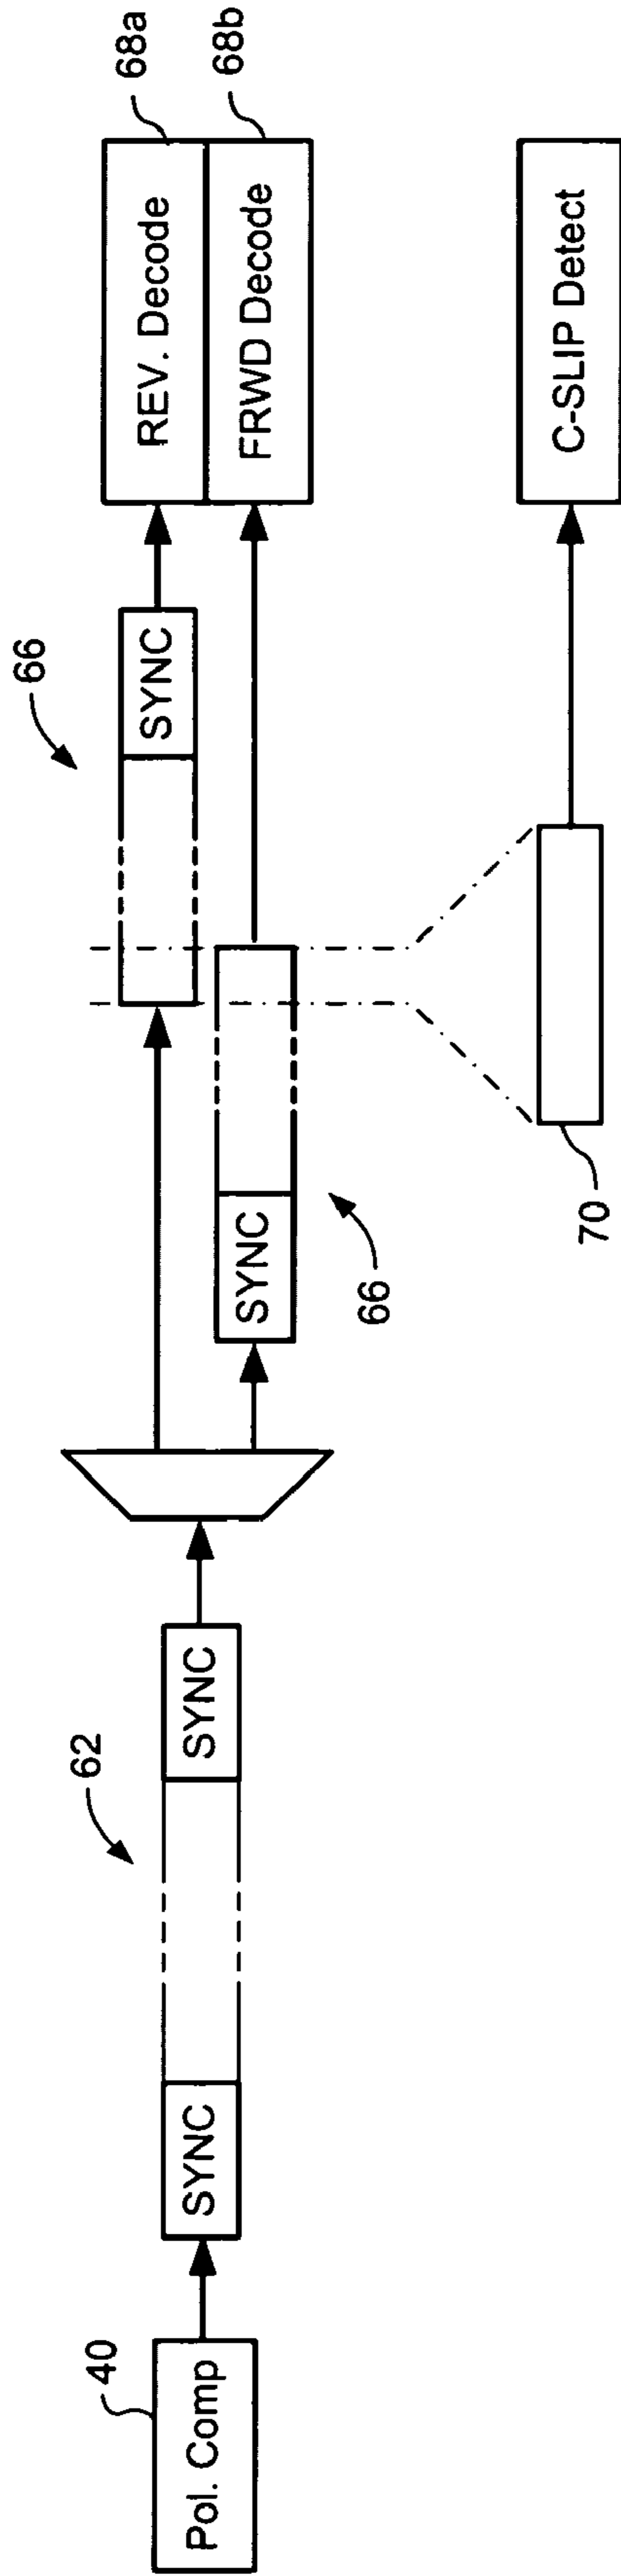 40
Pol. Comp
SYNC
62
SYNC
SYNC
66
66
SYNC
REV. Decode
68a
FRWD Decode
68b
70
C-SLIP Detect